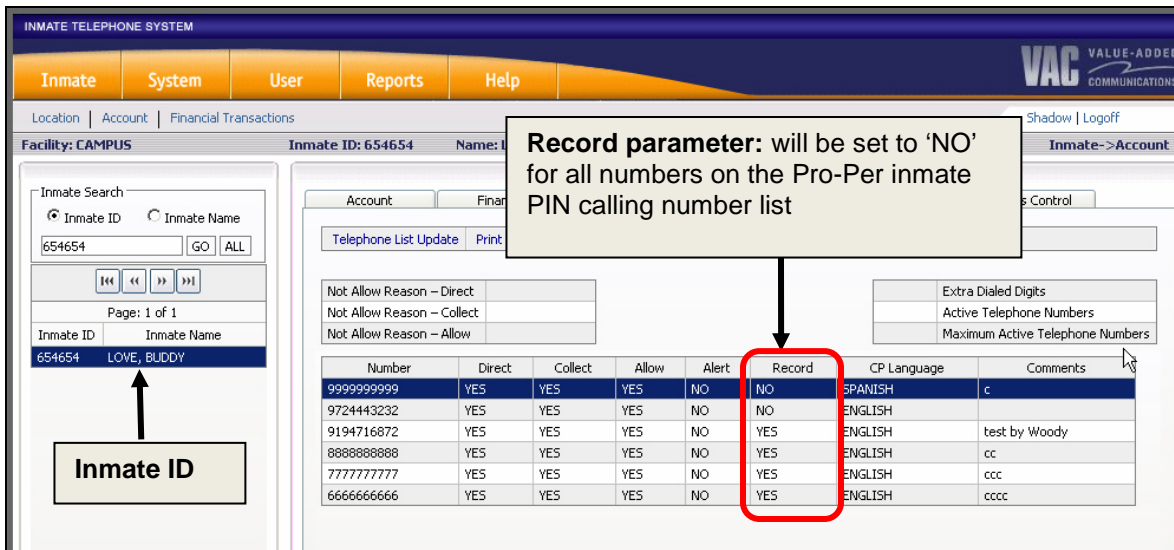 INMATE TELEPHONE SYSTEM
VAC VALUE-ADDED
COMMUNICATIONS
Inmate System User Reports Help
Location | Account | Financial Transactions
Shadow | Logoff
Facility: CAMPUS Inmate ID: 654654 Name: L
Inmate->Account
Record parameter: will be set to ‘NO’
for all numbers on the Pro-Per inmate
PIN calling number list
Inmate Search
Inmate ID Inmate Name
654654 GO ALL
Page: 1 of 1
Inmate ID Inmate Name
654654 LOVE, BUDDY
Inmate ID
Account Finan s Control
Telephone List Update Print
Not Allow Reason – Direct
Not Allow Reason – Collect
Not Allow Reason – Allow
Extra Dialed Digits
Active Telephone Numbers
Maximum Active Telephone Numbers
Number Direct Collect Allow Alert Record CP Language Comments
9999999999 YES YES YES NO NO SPANISH c
9724443232 YES YES YES NO NO ENGLISH
9194716872 YES YES YES NO YES ENGLISH test by Woody
8888888888 YES YES YES NO YES ENGLISH cc
7777777777 YES YES YES NO YES ENGLISH ccc
6666666666 YES YES YES NO YES ENGLISH cccc